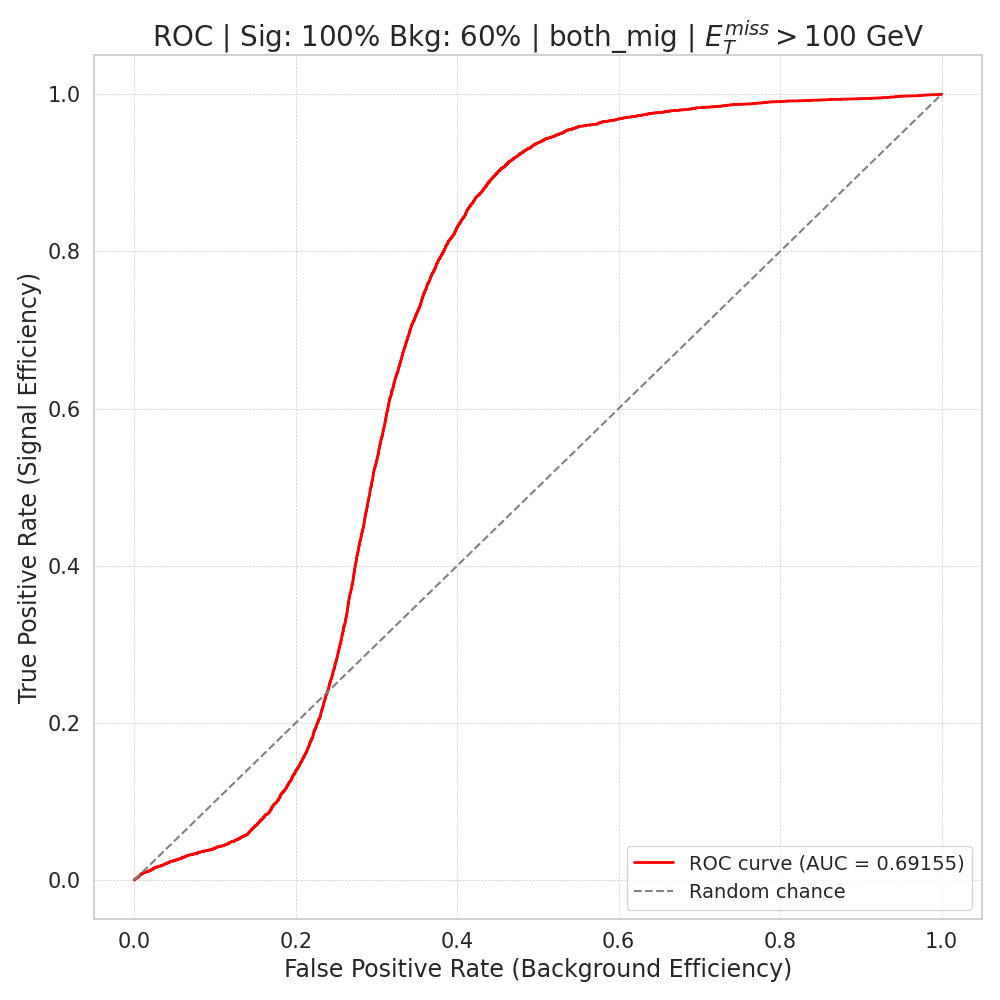 ROC | Sig: 100% Bkg: 60% | both_mig | $E_T^{miss} > 100$ GeV
True Positive Rate (Signal Efficiency)
1.0
0.8
0.6
0.4
0.2
0.0
ROC curve (AUC = 0.69155)
Random chance
0.0 0.2 0.4 0.6 0.8 1.0
False Positive Rate (Background Efficiency)